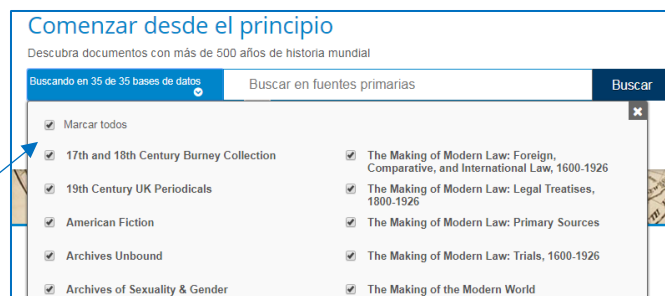 Comenzar desde el principio
Descubra documentos con más de 500 años de historia mundial
Buscando en 35 de 35 bases de datos
Buscar en fuentes primarias
Buscar
Marcar todos
17th and 18th Century Burney Collection
19th Century UK Periodicals
American Fiction
Archives Unbound
Archives of Sexuality & Gender
The Making of Modern Law: Foreign,
Comparative, and International Law, 1600-1926
The Making of Modern Law: Legal Treatises,
1800-1926
The Making of Modern Law: Primary Sources
The Making of Modern Law: Trials, 1600-1926
The Making of the Modern World